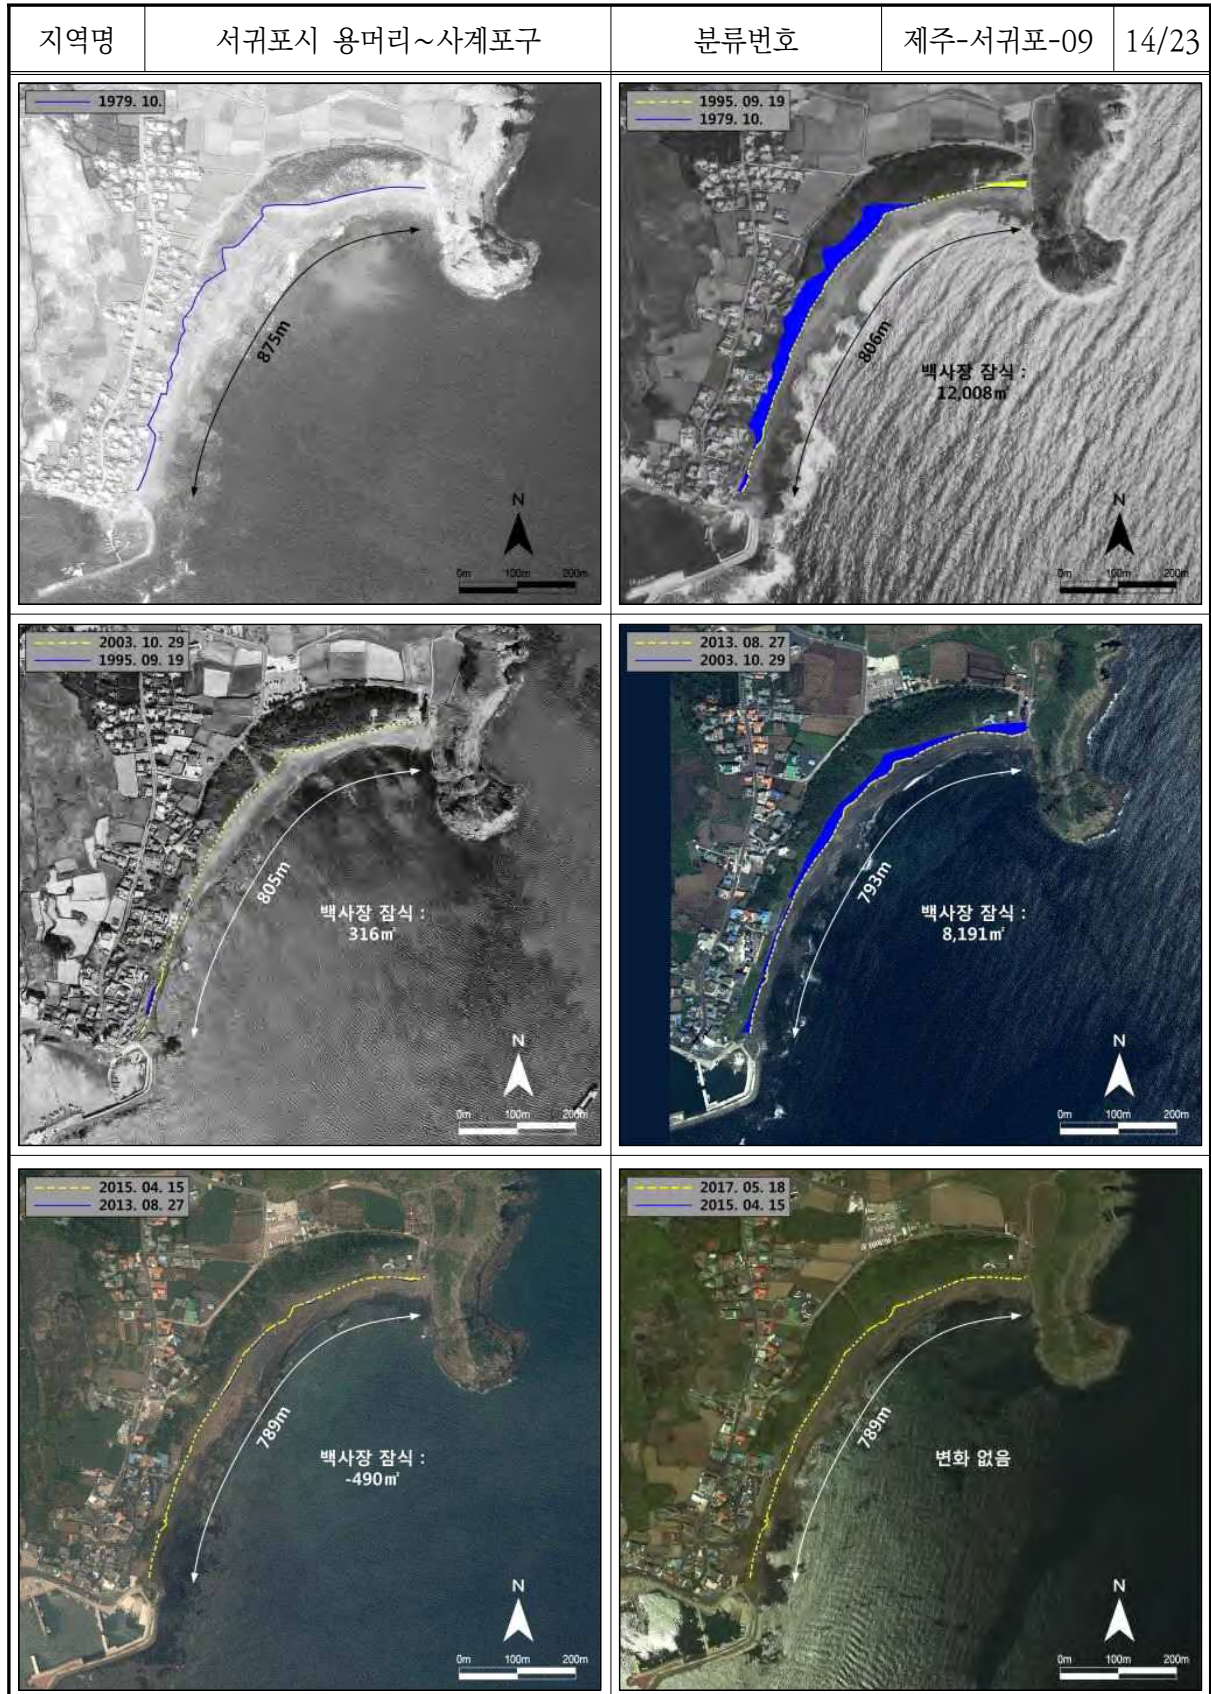 지역명 서귀포시 용머리~사계포구 분류번호 제주-서귀포-09 14/23
1979. 10.
875m
N
0m 100m 200m
1995. 09. 19
1979. 10.
806m
백사장 잠식 :
12,008㎡
N
0m 100m 200m
2003. 10. 29
1995. 09. 19
805m
백사장 잠식 :
316㎡
N
0m 100m 200m
2013. 08. 27
2003. 10. 29
793m
백사장 잠식 :
8,191㎡
N
0m 100m 200m
2015. 04. 15
2013. 08. 27
789m
백사장 잠식 :
-490㎡
N
0m 100m 200m
2017. 05. 18
2015. 04. 15
789m
변화 없음
N
0m 100m 200m